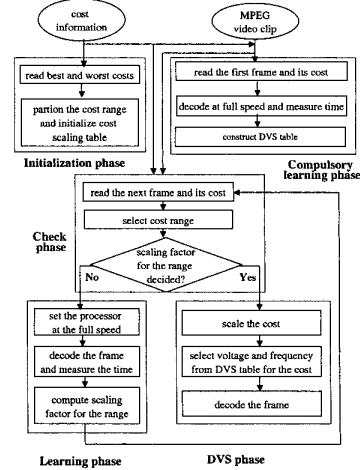 cost
information
MPEG
video clip
read best and worst costs
partion the cost range
and initialize cost
scaling table
Initialization phase
read the first frame and its cost
decode at full speed and measure time
construct DVS table
Compulsory
learning phase
read the next frame and its cost
select cost range
Check
phase
scaling factor
for the range
decided?
No
Yes
set the processor
at the full speed
decode the frame
and measure the time
compute scaling
factor for the range
Learning phase
scale the cost
select voltage and frequency
from DVS table for the cost
decode the frame
DVS phase